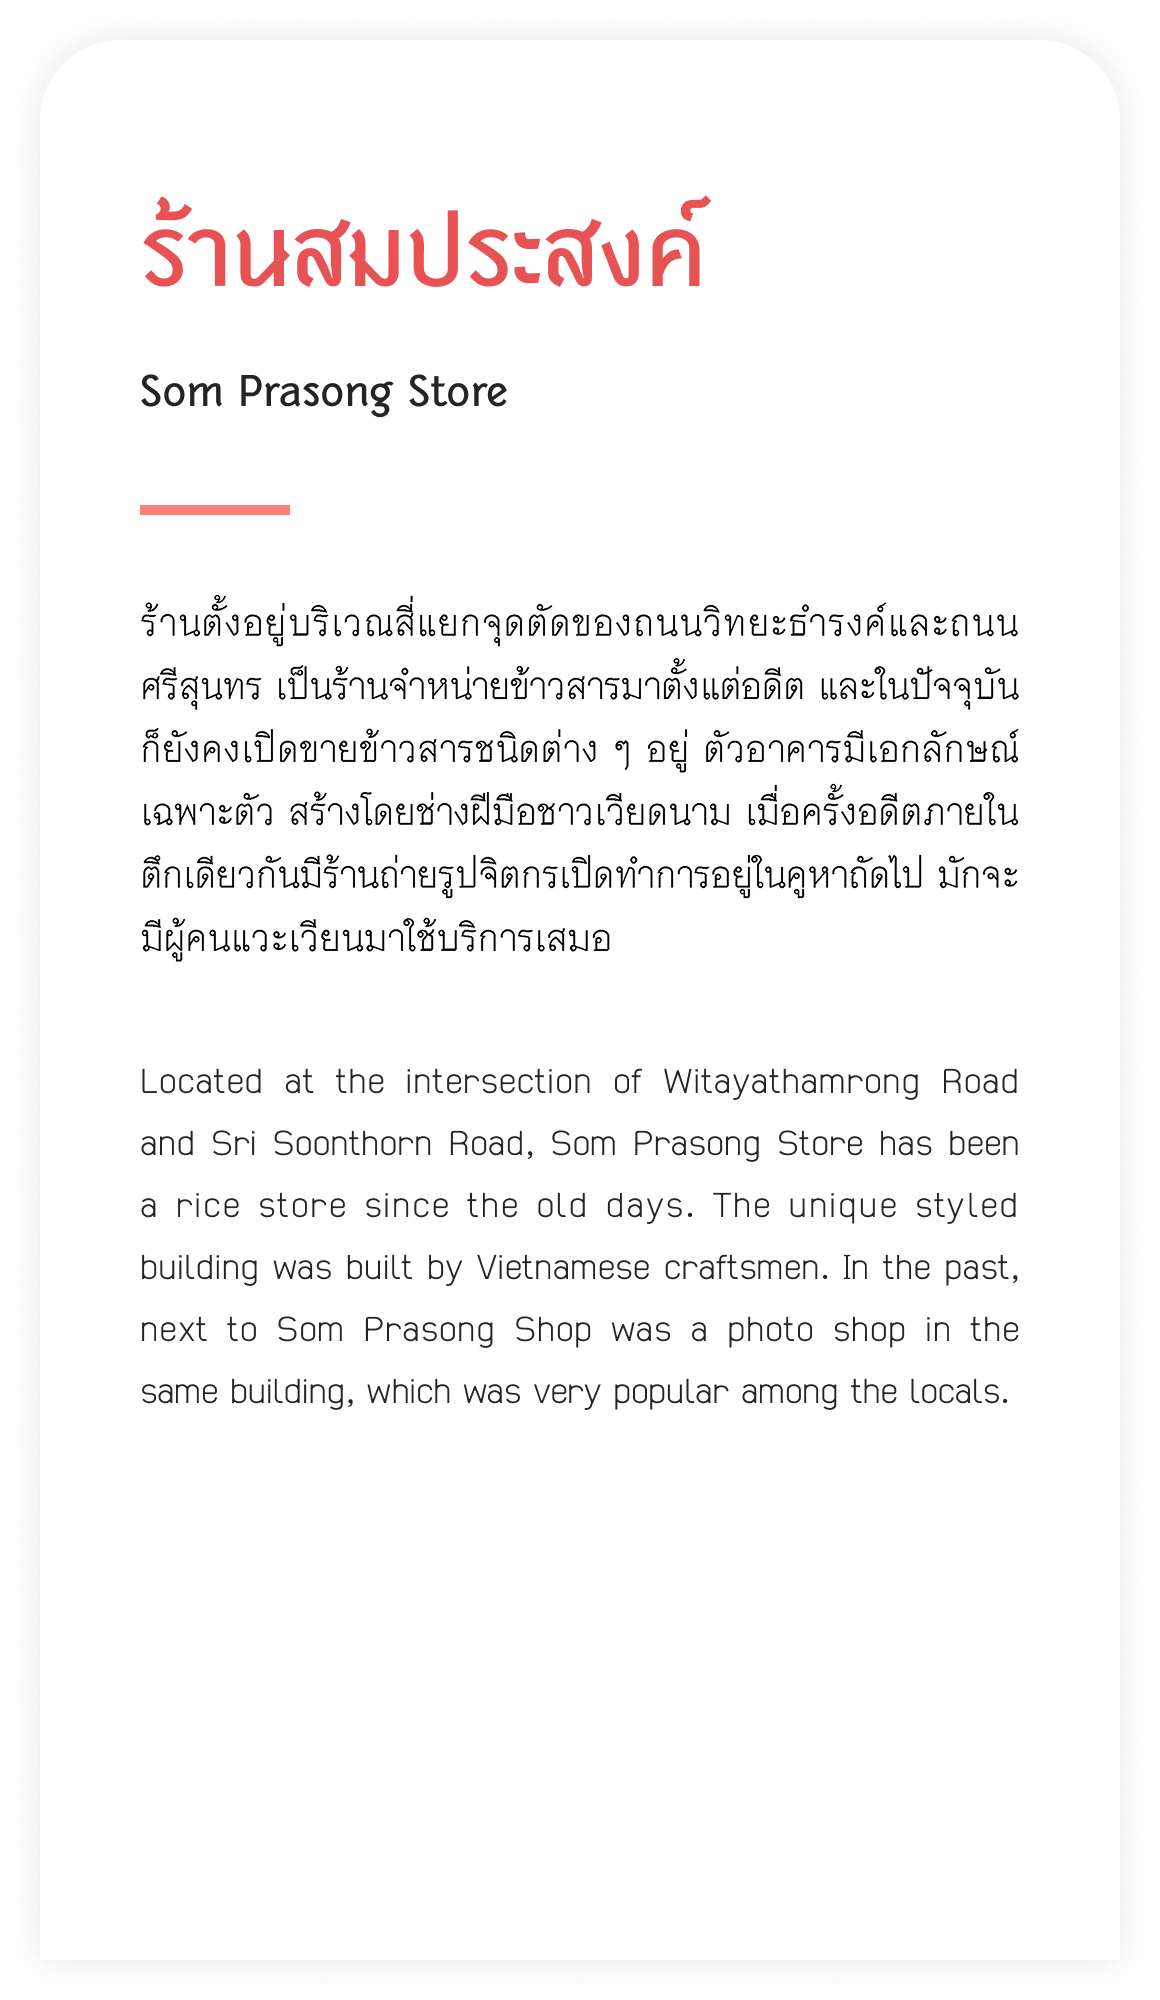 ร้านสมประสงค์
Som Prasong Store
ร้านตั้งอยู่บริเวณสี่แยกจุดตัดของถนนวิทยะธำรงค์และถนน
ศรีสุนทร เป็นร้านจำหน่ายข้าวสารมาตั้งแต่อดีต และในปัจจุบัน
ก็ยังคงเปิดขายข้าวสารชนิดต่าง ๆ อยู่ ตัวอาคารมีเอกลักษณ์
เฉพาะตัว สร้างโดยช่างฝีมือชาวเวียดนาม เมื่อครั้งอดีตภายใน
ตึกเดียวกันมีร้านถ่ายรูปจิตกรเปิดทำการอยู่ในคูหาถัดไป มักจะ
มีผู้คนแวะเวียนมาใช้บริการเสมอ
Located at the intersection of Witayathamrong Road
and Sri Soonthorn Road, Som Prasong Store has been
a rice store since the old days. The unique styled
building was built by Vietnamese craftsmen. In the past,
next to Som Prasong Shop was a photo shop in the
same building, which was very popular among the locals.